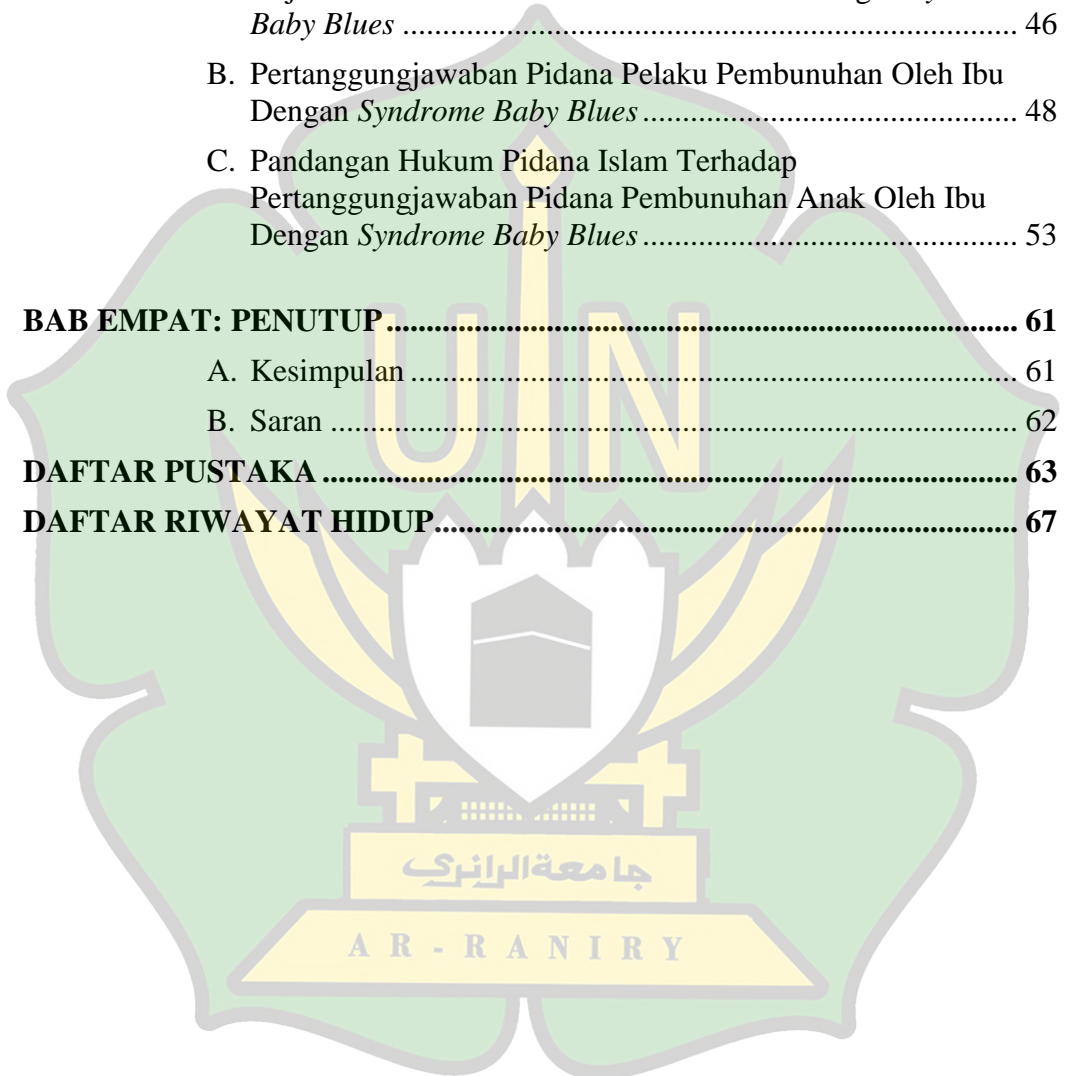 Baby Blues ........................................................................ 46
B. Pertanggungjawaban Pidana Pelaku Pembunuhan Oleh Ibu
Dengan Syndrome Baby Blues ............................................ 48
C. Pandangan Hukum Pidana Islam Terhadap
Pertanggungjawaban Pidana Pembunuhan Anak Oleh Ibu
Dengan Syndrome Baby Blues ............................................ 53
BAB EMPAT: PENUTUP .......................................................................... 61
A. Kesimpulan ....................................................................... 61
B. Saran ................................................................................ 62
DAFTAR PUSTAKA .................................................................................. 63
DAFTAR RIWAYAT HIDUP ..................................................................... 67
UIN
جامعةالرانري
AR-RANIRY